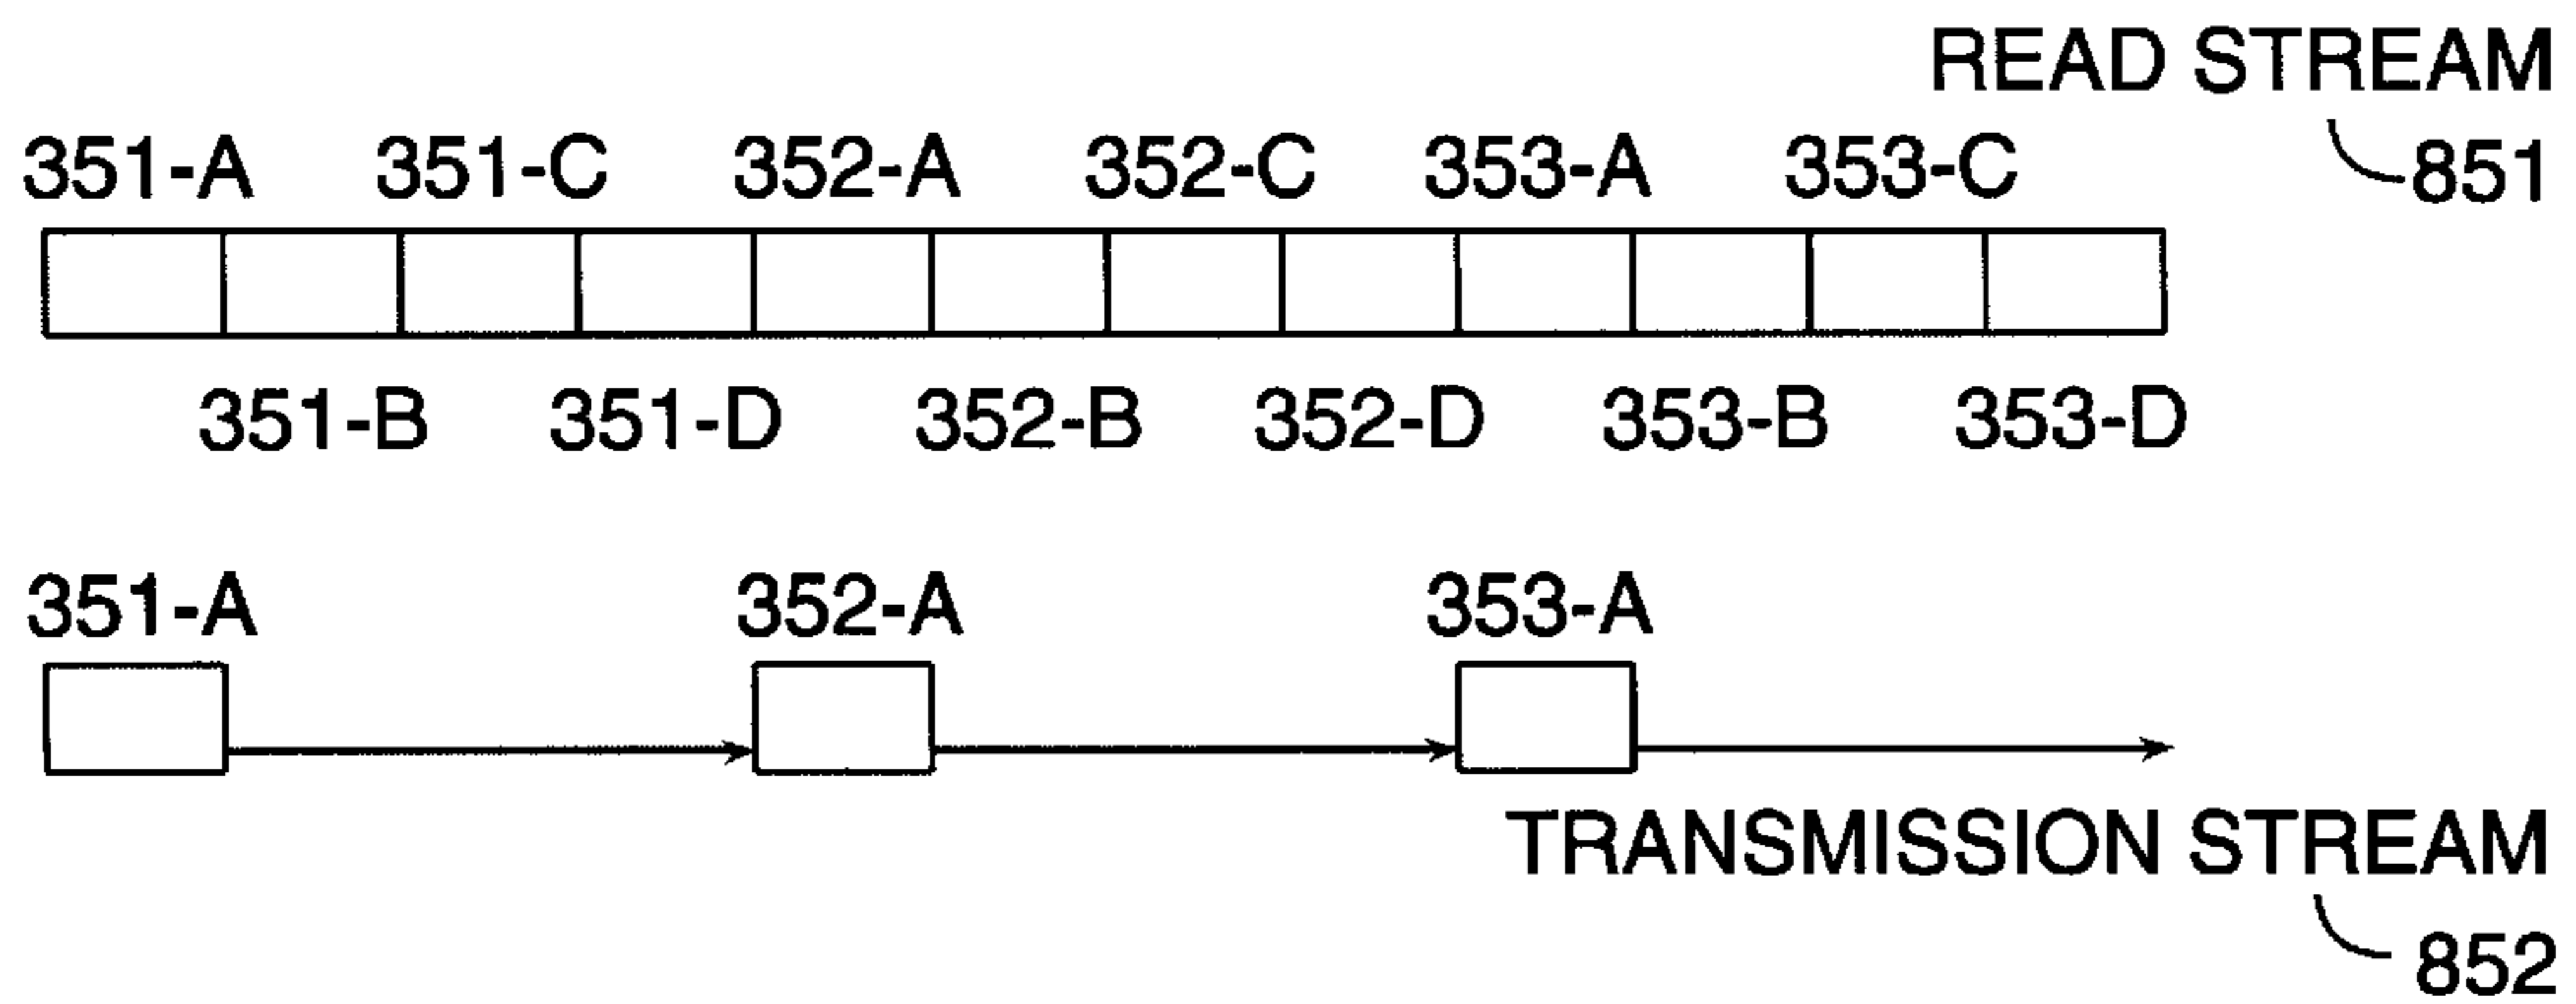 READ STREAM
851
351-A 351-C 352-A 352-C 353-A 353-C
351-B 351-D 352-B 352-D 353-B 353-D
351-A 352-A 353-A
TRANSMISSION STREAM
852